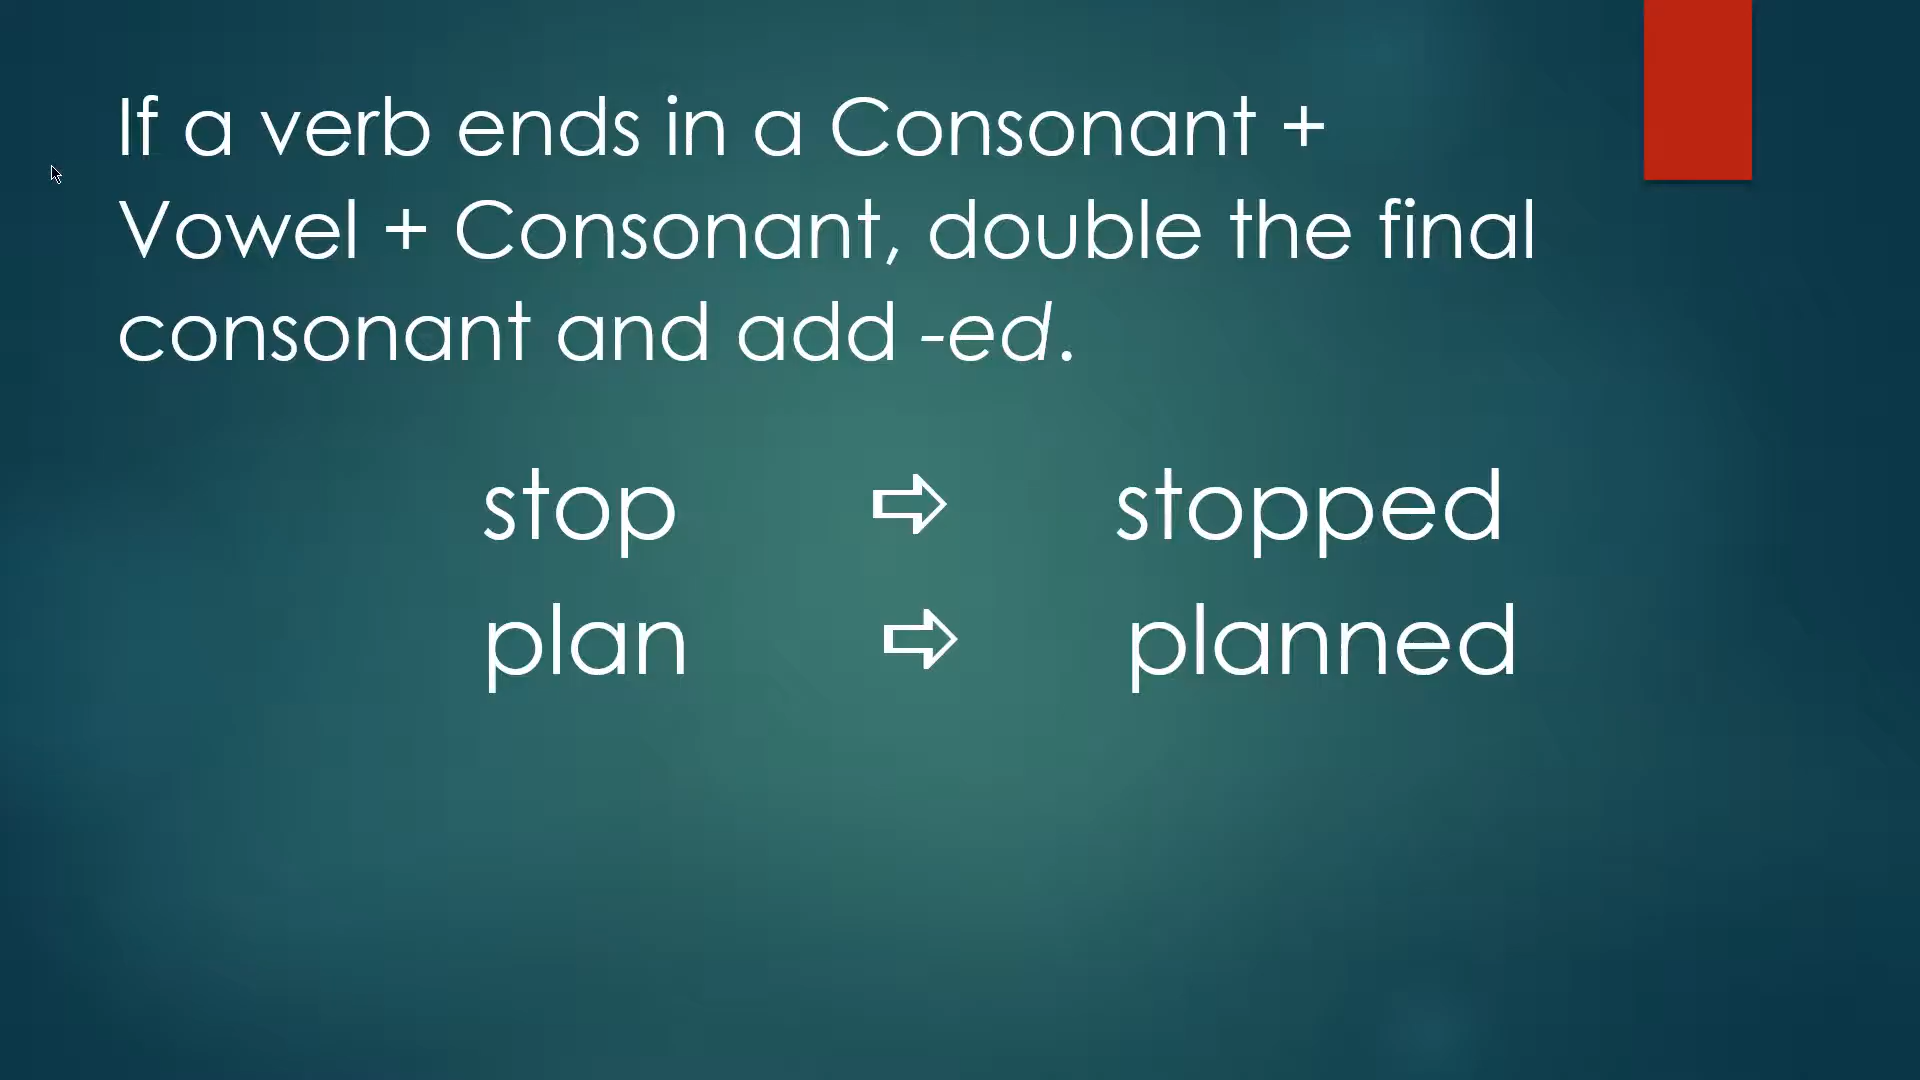 If a verb ends in a Consonant +
Vowel + Consonant, double the final
consonant and add -ed.
stop ⇨ stopped
plan ⇨ planned